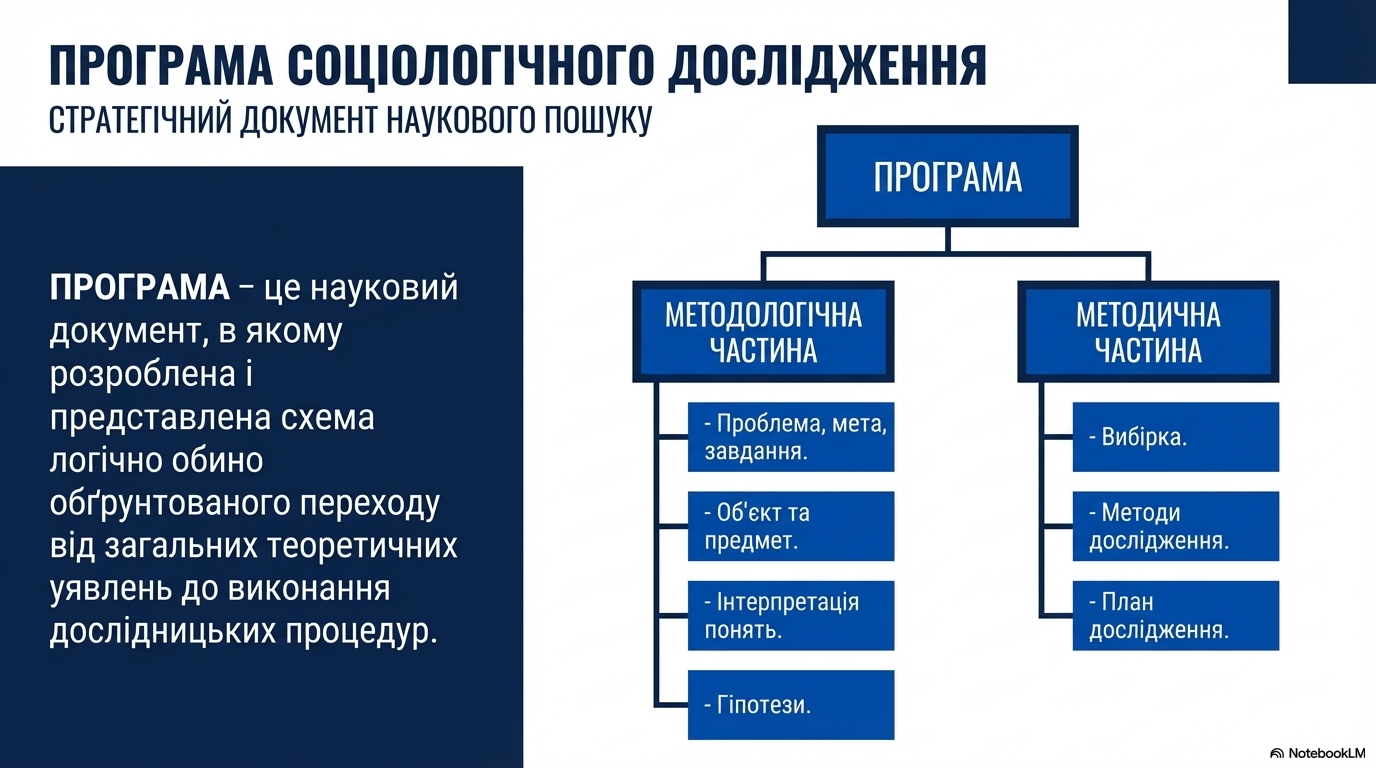 ПРОГРАМА СОЦІОЛОГІЧНОГО ДОСЛІДЖЕННЯ
СТРАТЕГІЧНИЙ ДОКУМЕНТ НАУКОВОГО ПОШУКУ
ПРОГРАМА – це науковий
документ, в якому
розроблена і
представлена схема
логічно обино
обґрунтованого переходу
від загальних теоретичних
уявлень до виконання
дослідницьких процедур.
ПРОГРАМА
МЕТОДОЛОГІЧНА
ЧАСТИНА
- Проблема, мета,
завдання.
- Об'єкт та
предмет.
- Інтерпретація
понять.
- Гіпотези.
МЕТОДИЧНА
ЧАСТИНА
- Вибірка.
- Методи
дослідження.
- План
дослідження.
NotebookLM